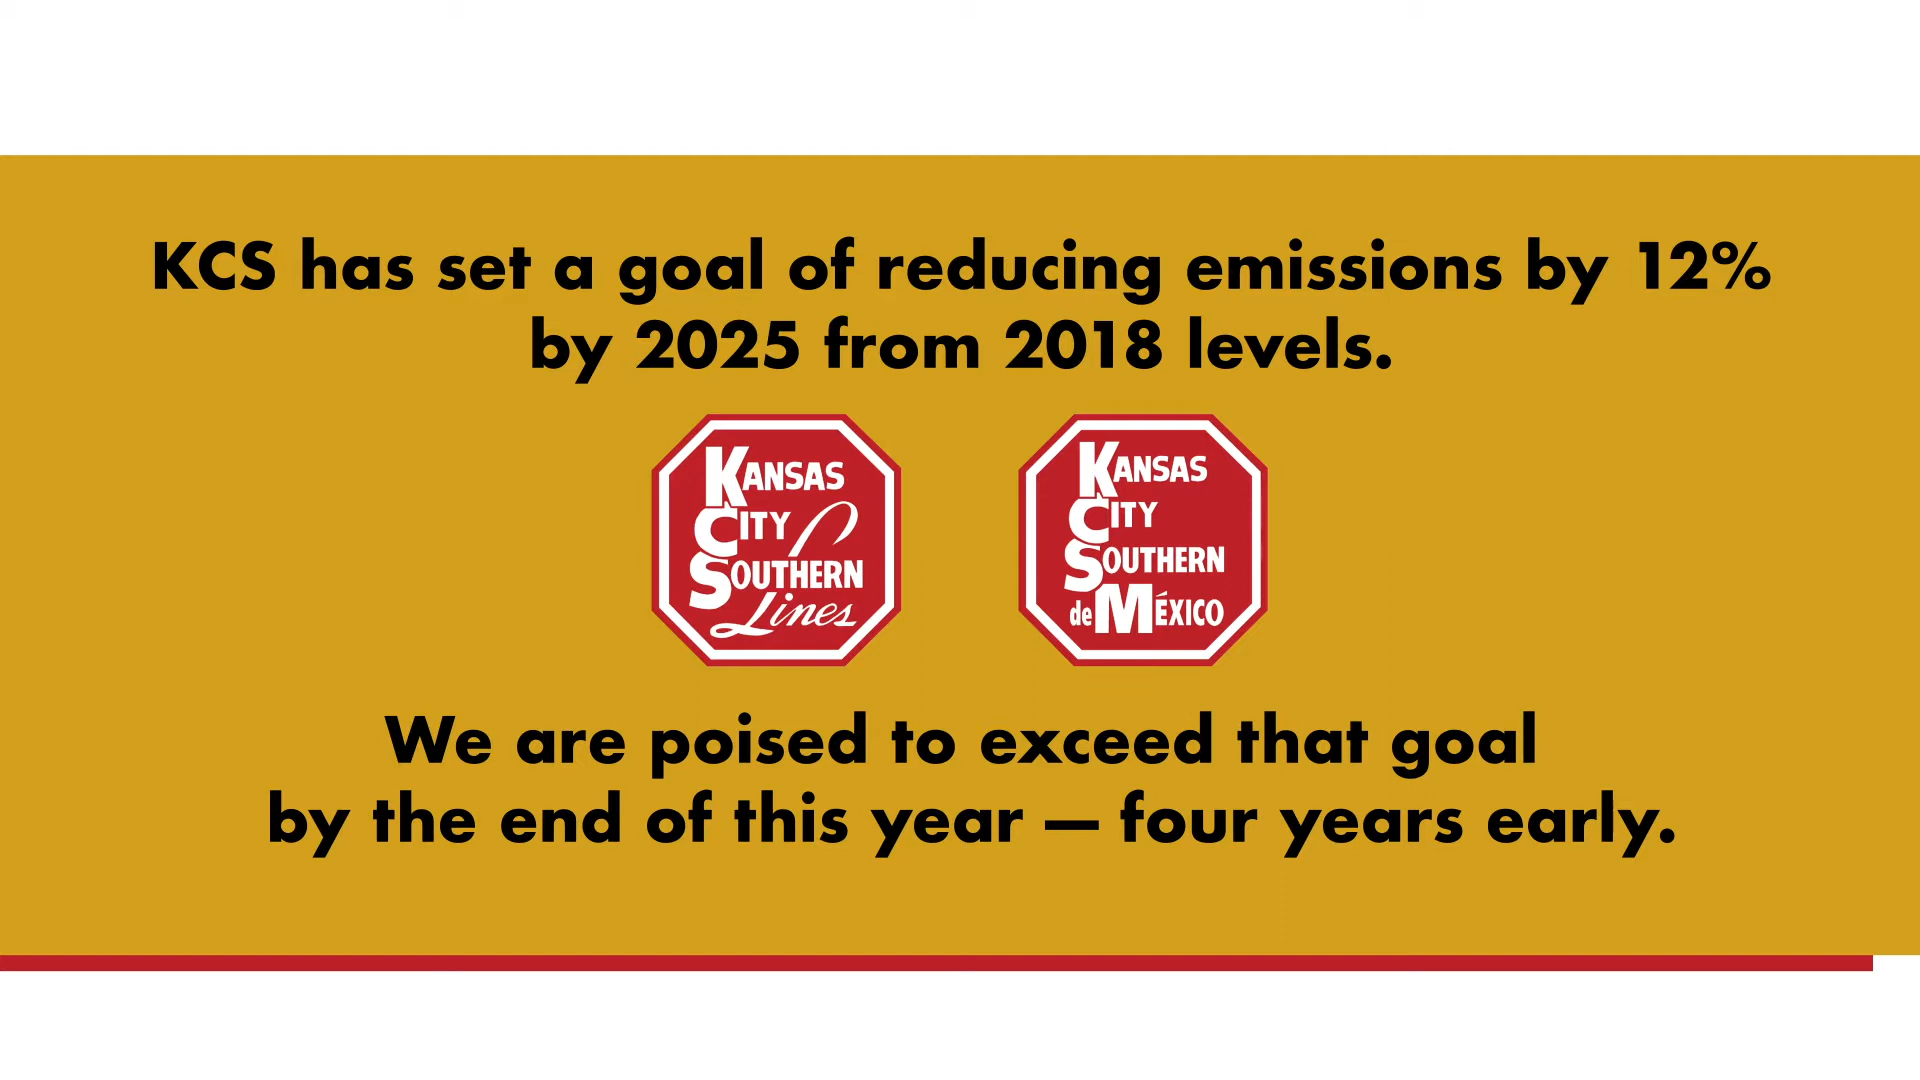 KCS has set a goal of reducing emissions by 12%
by 2025 from 2018 levels.
KANSAS
CITY
SOUTHERN
Lines
KANSAS
CITY
SOUTHERN
de MÉXICO
We are poised to exceed that goal
by the end of this year — four years early.